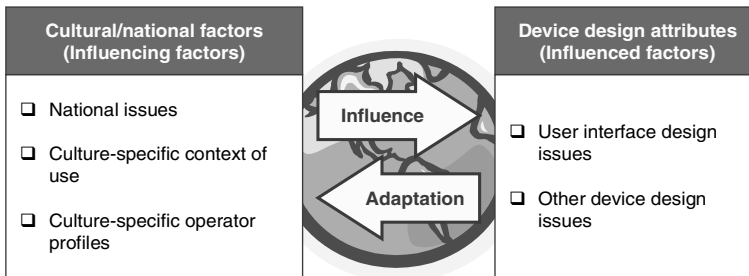 Cultural/national factors
(Influencing factors)
❑ National issues
❑ Culture-specific context of
use
❑ Culture-specific operator
profiles
Influence
Adaptation
Device design attributes
(Influenced factors)
❑ User interface design
issues
❑ Other device design
issues